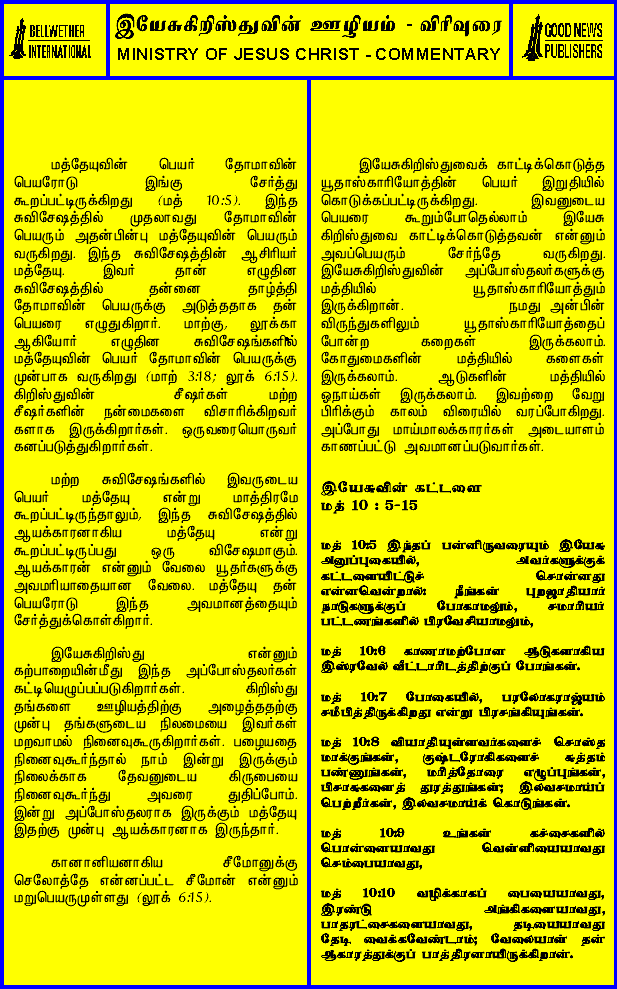 BELLWETHER
INTERNATIONAL
இயேசுகிறிஸ்துவின் ஊழியம் - விரிவுரை
MINISTRY OF JESUS CHRIST - COMMENTARY
GOOD NEWS
PUBLISHERS
மத்தேயுவின் பெயர் தோமாவின்
பெயரோடு இங்கு சேர்த்து
கூறப்பட்டிருக்கிறது (மத் 10:5). இந்த
சுவிசேஷத்தில் முதலாவது தோமாவின்
பெயரும் அதன்பின்பு மத்தேயுவின் பெயரும்
வருகிறது. இந்த சுவிசேஷத்தின் ஆசிரியர்
மத்தேயு. இவர் தான் எழுதின
சுவிசேஷத்தில் தன்னை தாழ்த்தி
தோமாவின் பெயருக்கு அடுத்ததாக தன்
பெயரை எழுதுகிறார். மாற்கு, லூக்கா
ஆகியோர் எழுதின சுவிசேஷங்களில்
மத்தேயுவின் பெயர் தோமாவின் பெயருக்கு
முன்பாக வருகிறது (மாற் 3:18; லூக் 6:15).
கிறிஸ்துவின் சீஷர்கள் மற்ற
சீஷர்களின் நன்மைகளை விசாரிக்கிறவர்
களாக இருக்கிறார்கள். ஒருவரையொருவர்
கனப்படுத்துகிறார்கள்.
மற்ற சுவிசேஷங்களில் இவருடைய
பெயர் மத்தேயு என்று மாத்திரமே
கூறப்பட்டிருந்தாலும், இந்த சுவிசேஷத்தில்
ஆயக்காரனாகிய மத்தேயு என்று
கூறப்பட்டிருப்பது ஒரு விசேஷமாகும்.
ஆயக்காரன் என்னும் வேலை யூதர்களுக்கு
அவமரியாதையான வேலை. மத்தேயு தன்
பெயரோடு இந்த அவமானத்தையும்
சேர்த்துக்கொள்கிறார்.
இயேசுகிறிஸ்து என்னும்
கற்பாறையின்மீது இந்த அப்போஸ்தலர்கள்
கட்டியெழுப்பப்படுகிறார்கள். கிறிஸ்து
தங்களை ஊழியத்திற்கு அழைத்ததற்கு
முன்பு தங்களுடைய நிலமையை இவர்கள்
மறவாமல் நினைவுகூருகிறார்கள். பழையதை
நினைவுகூர்ந்தால் நாம் இன்று இருக்கும்
நிலைக்காக தேவனுடைய கிருபையை
நினைவுகூர்ந்து அவரை துதிப்போம்.
இன்று அப்போஸ்தலராக இருக்கும் மத்தேயு
இதற்கு முன்பு ஆயக்காரனாக இருந்தார்.
கானானியனாகிய சீமோனுக்கு
செலோத்தே என்னப்பட்ட சீமோன் என்னும்
மறுபெயருமுள்ளது (லூக் 6:15).
இயேசுகிறிஸ்துவைக் காட்டிக்கொடுத்த
யூதாஸ்காரியோத்தின் பெயர் இறுதியில்
கொடுக்கப்பட்டிருக்கிறது. இவனுடைய
பெயரை கூறும்போதெல்லாம் இயேசு
கிறிஸ்துவை காட்டிக்கொடுத்தவன் என்னும்
அவப்பெயரும் சேர்ந்தே வருகிறது.
இயேசுகிறிஸ்துவின் அப்போஸ்தலர்களுக்கு
மத்தியில் யூதாஸ்காரியோத்தும்
இருக்கிறான். நமது அன்பின்
விருந்துகளிலும் யூதாஸ்காரியோத்தைப்
போன்ற கறைகள் இருக்கலாம்.
கோதுமைகளின் மத்தியில் களைகள்
இருக்கலாம். ஆடுகளின் மத்தியில்
ஓநாய்கள் இருக்கலாம். இவற்றை வேறு
பிரிக்கும் காலம் விரையில் வரப்போகிறது.
அப்போது மாய்மாலக்காரர்கள் அடையாளம்
காணப்பட்டு அவமானப்படுவார்கள்.
இயேசுவின் கட்டளை
மத் 10 : 5-15
மத் 10:5 இந்தப் பன்னிருவரையும் இயேசு
அனுப்புகையில், அவர்களுக்குக்
கட்டளையிட்டுச் சொன்னது
என்னவென்றால்: நீங்கள் புறஜாதியார்
நாடுகளுக்குப் போகாமலும், சமாரியர்
பட்டணங்களில் பிரவேசியாமலும்,
மத் 10:6 காணாமற்போன ஆடுகளாகிய
இஸ்ரவேல் வீட்டாரிடத்திற்குப் போங்கள்.
மத் 10:7 போகையில், பரலோகராஜ்யம்
சமீபித்திருக்கிறது என்று பிரசங்கியுங்கள்.
மத் 10:8 வியாதியுள்ளவர்களைச் சொஸ்த
மாக்குங்கள், குஷ்டரோகிகளைச் சுத்தம்
பண்ணுங்கள், மரித்தோரை எழுப்புங்கள்,
பிசாசுகளைத் துரத்துங்கள்; இலவசமாய்ப்
பெற்றீர்கள், இலவசமாய்க் கொடுங்கள்.
மத் 10:9 உங்கள் கச்சைகளில்
பொன்னையாவது வெள்ளியையாவது
செம்பையாவது,
மத் 10:10 வழிக்காகப் பையையாவது,
இரண்டு அங்கிகளையாவது,
பாதரட்சைகளையாவது, தடியையாவது
தேடி வைக்கவேண்டாம்; வேலையாள் தன்
ஆகாரத்துக்குப் பாத்திரனாயிருக்கிறான்.